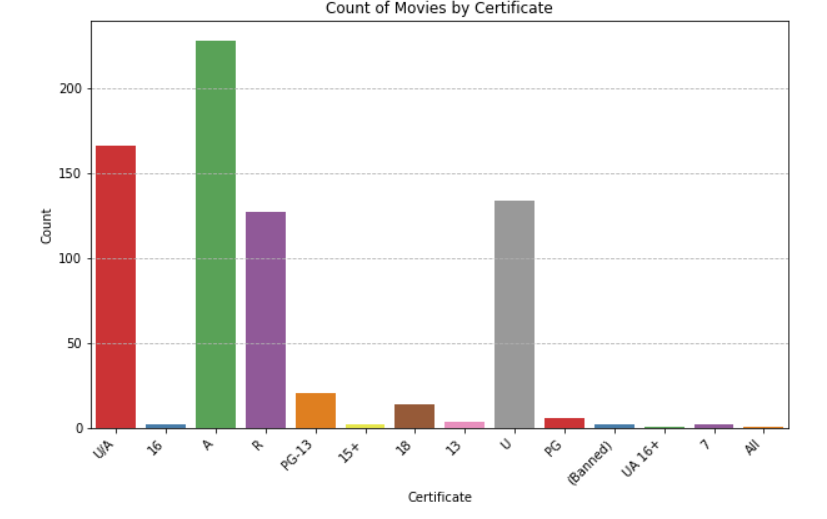 Count of Movies by Certificate
Count
200
150
100
50
0
U/A
16
A
R
PG-13
15+
18
13
U
PG
(Banned)
UA 16+
7
All
Certificate